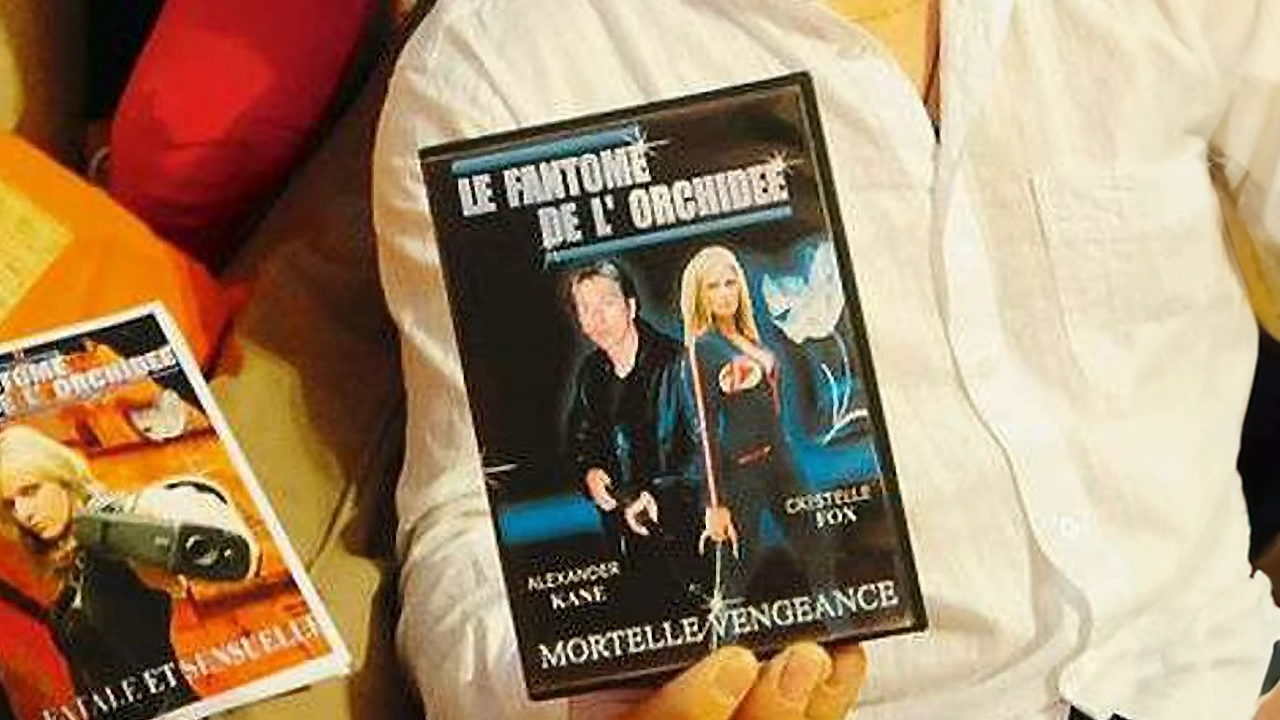 LE FANTOME
DE L' ORCHIDEE
CRISTELLE
FOX
ALEXANDER
KANE
MORTELLE VENGEANCE
ORCHIDEE
FATALE ET SENSUELLE